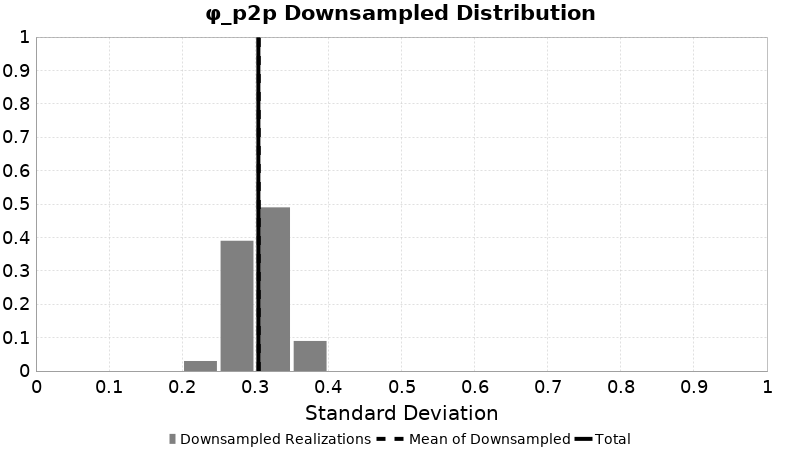 φ_p2p Downsampled Distribution
1
0.9
0.8
0.7
0.6
0.5
0.4
0.3
0.2
0.1
0
0 0.1 0.2 0.3 0.4 0.5 0.6 0.7 0.8 0.9 1
Standard Deviation
Downsampled Realizations Mean of Downsampled Total